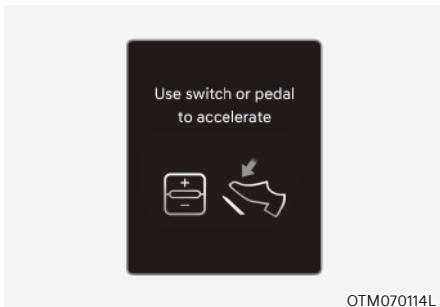 Use switch or pedal
to accelerate
+
−
OTM070114L